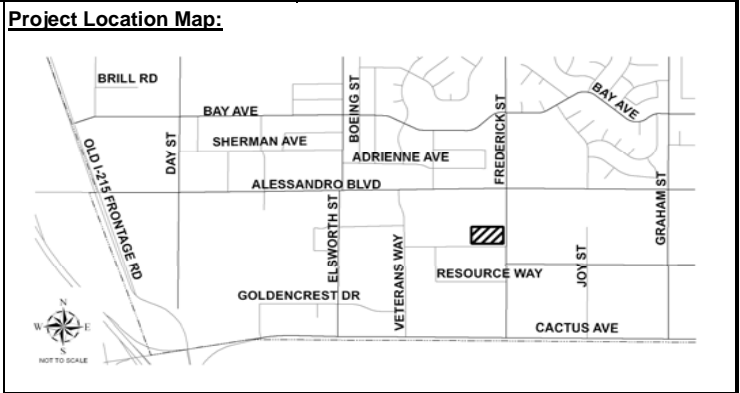 Project Location Map:
BRILL RD
BAY AVE
DAY ST
SHERMAN AVE
BOEING ST
ADRIENNE AVE
FREDERICK ST
BAY AVE
OLD I-215 FRONTAGE RD
ALESSANDRO BLVD
ELSWORTH ST
VETERANS WAY
RESOURCE WAY
JOY ST
GRAHAM ST
GOLDENCREST DR
CACTUS AVE
N
W E
S
NOT TO SCALE